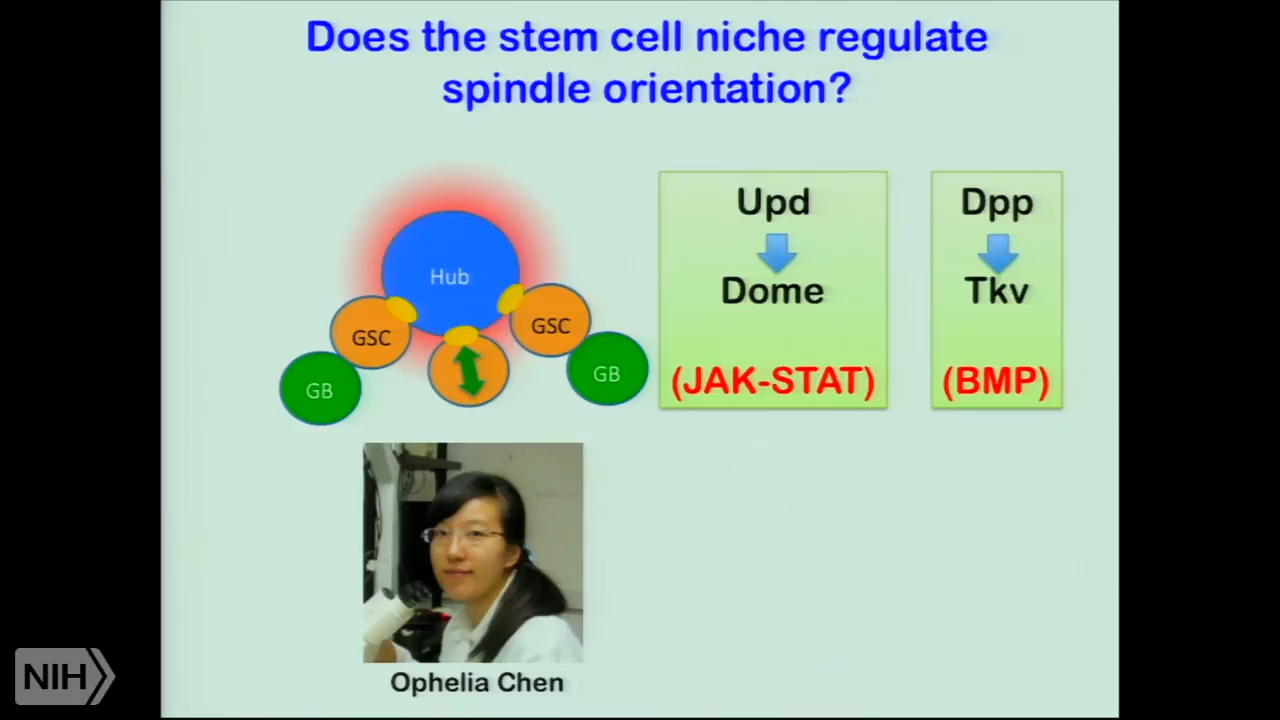 Does the stem cell niche regulate
spindle orientation?
Upd
Dpp
Hub
Dome
Tkv
GSC
GSC
GB
GB
(JAK-STAT)
(BMP)
Ophelia Chen
NIH